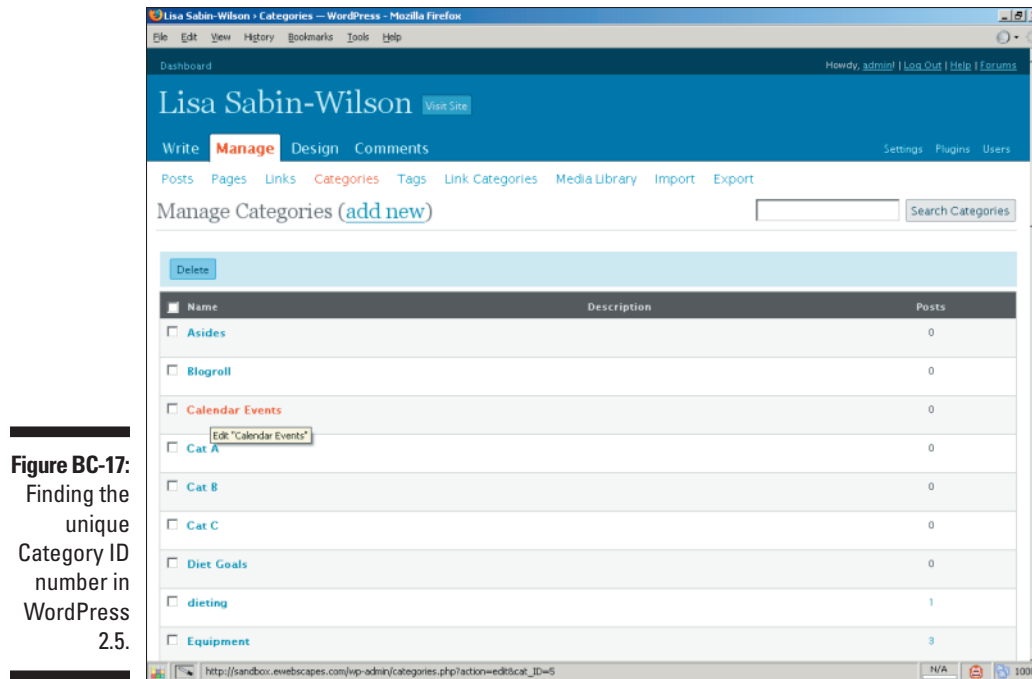 Lisa Sabin-Wilson › Categories — WordPress - Mozilla Firefox
File Edit View History Bookmarks Tools Help
Dashboard
Howdy, admin! | Log Out | Help | Forums
Lisa Sabin-Wilson Visit Site
Write Manage Design Comments
Settings Plugins Users
Posts Pages Links Categories Tags Link Categories Media Library Import Export
Manage Categories (add new)
Search Categories
Delete
Name Description Posts
Asides 0
Blogroll 0
Calendar Events 0
Edit "Calendar Events"
Cat A 0
Cat B 0
Cat C 0
Diet Goals 0
dieting 1
Equipment 3
http://sandbox.ewebscapes.com/wp-admin/categories.php?action=edit&cat_ID=5
N/A 100
Figure BC-17:
Finding the
unique
Category ID
number in
WordPress
2.5.